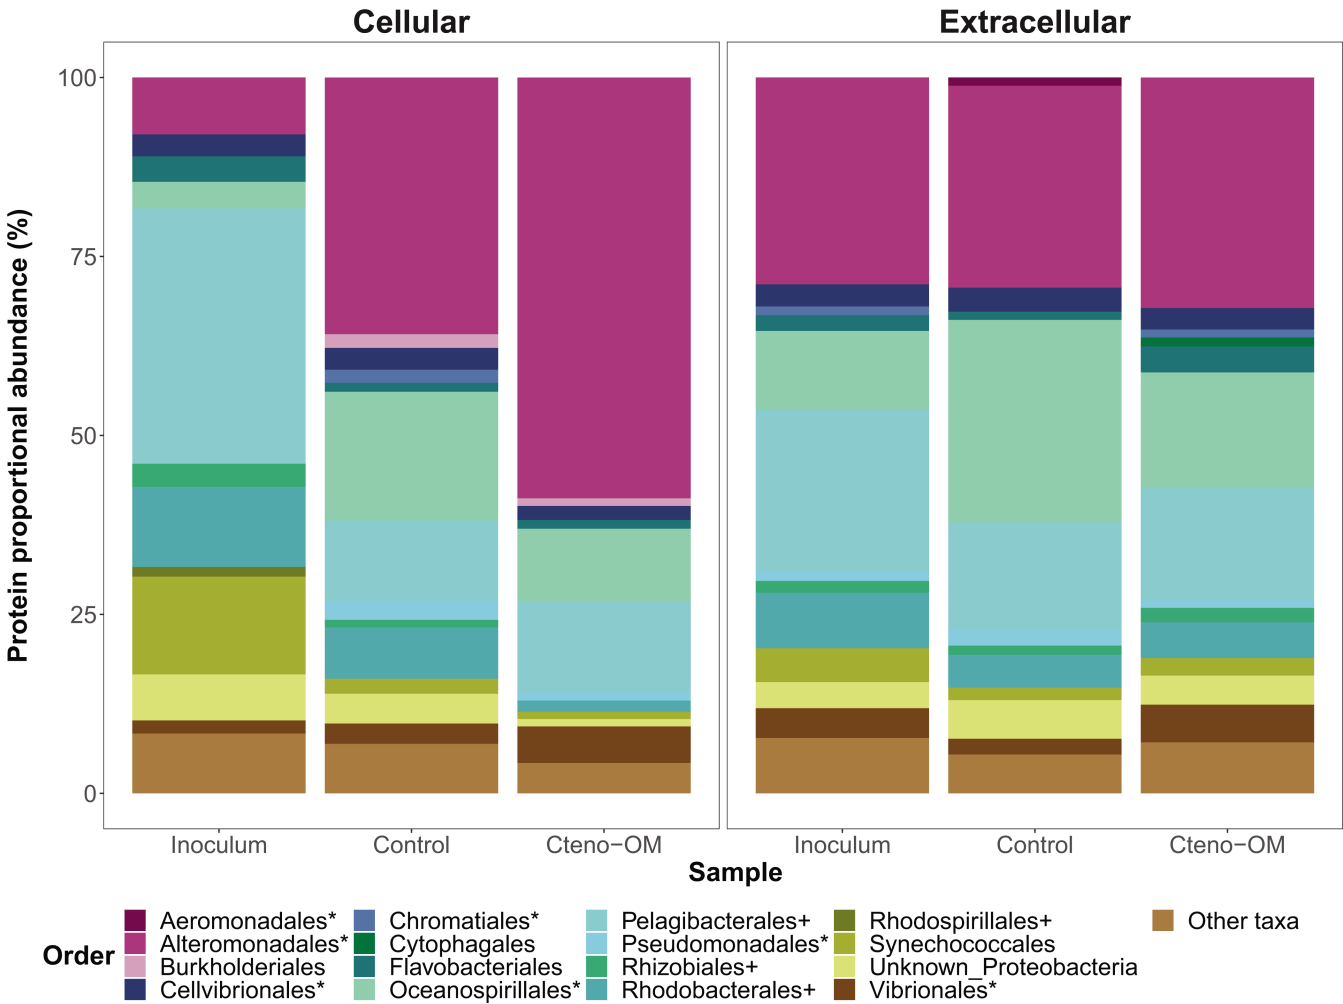 Cellular
Extracellular
Protein proportional abundance (%)
100
75
50
25
0
Inoculum
Control
Cteno−OM
Inoculum
Control
Cteno−OM
Sample
Order
Aeromonadales*
Alteromonadales*
Burkholderiales
Cellvibrionales*
Chromatiales*
Cytophagales
Flavobacteriales
Oceanospirillales*
Pelagibacterales+
Pseudomonadales*
Rhizobiales+
Rhodobacterales+
Rhodospirillales+
Synechococcales
Unknown_Proteobacteria
Vibrionales*
Other taxa